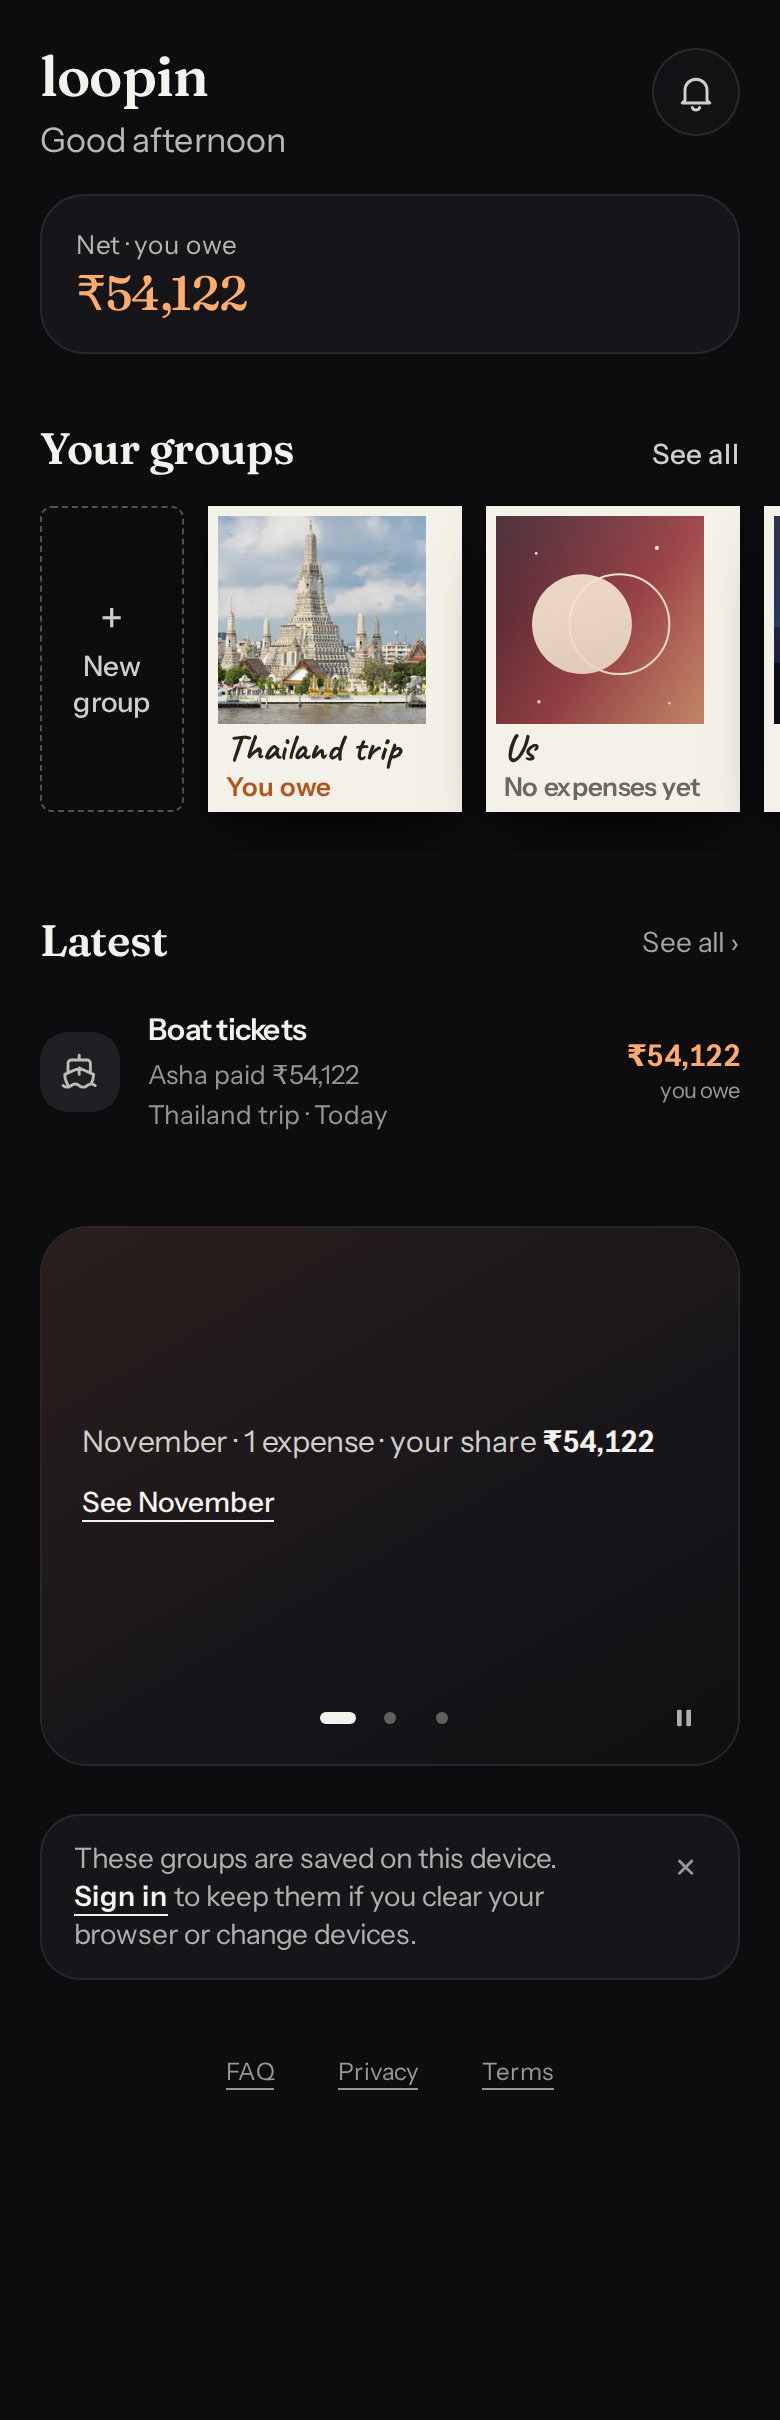 loopin
Good afternoon
Net · you owe
₹54,122
Your groups
See all
+
New
group
Thailand trip
You owe
Us
No expenses yet
Latest
See all ›
Boat tickets
Asha paid ₹54,122
Thailand trip · Today
₹54,122
you owe
November · 1 expense · your share ₹54,122
See November
These groups are saved on this device.
Sign in to keep them if you clear your
browser or change devices.
FAQ
Privacy
Terms